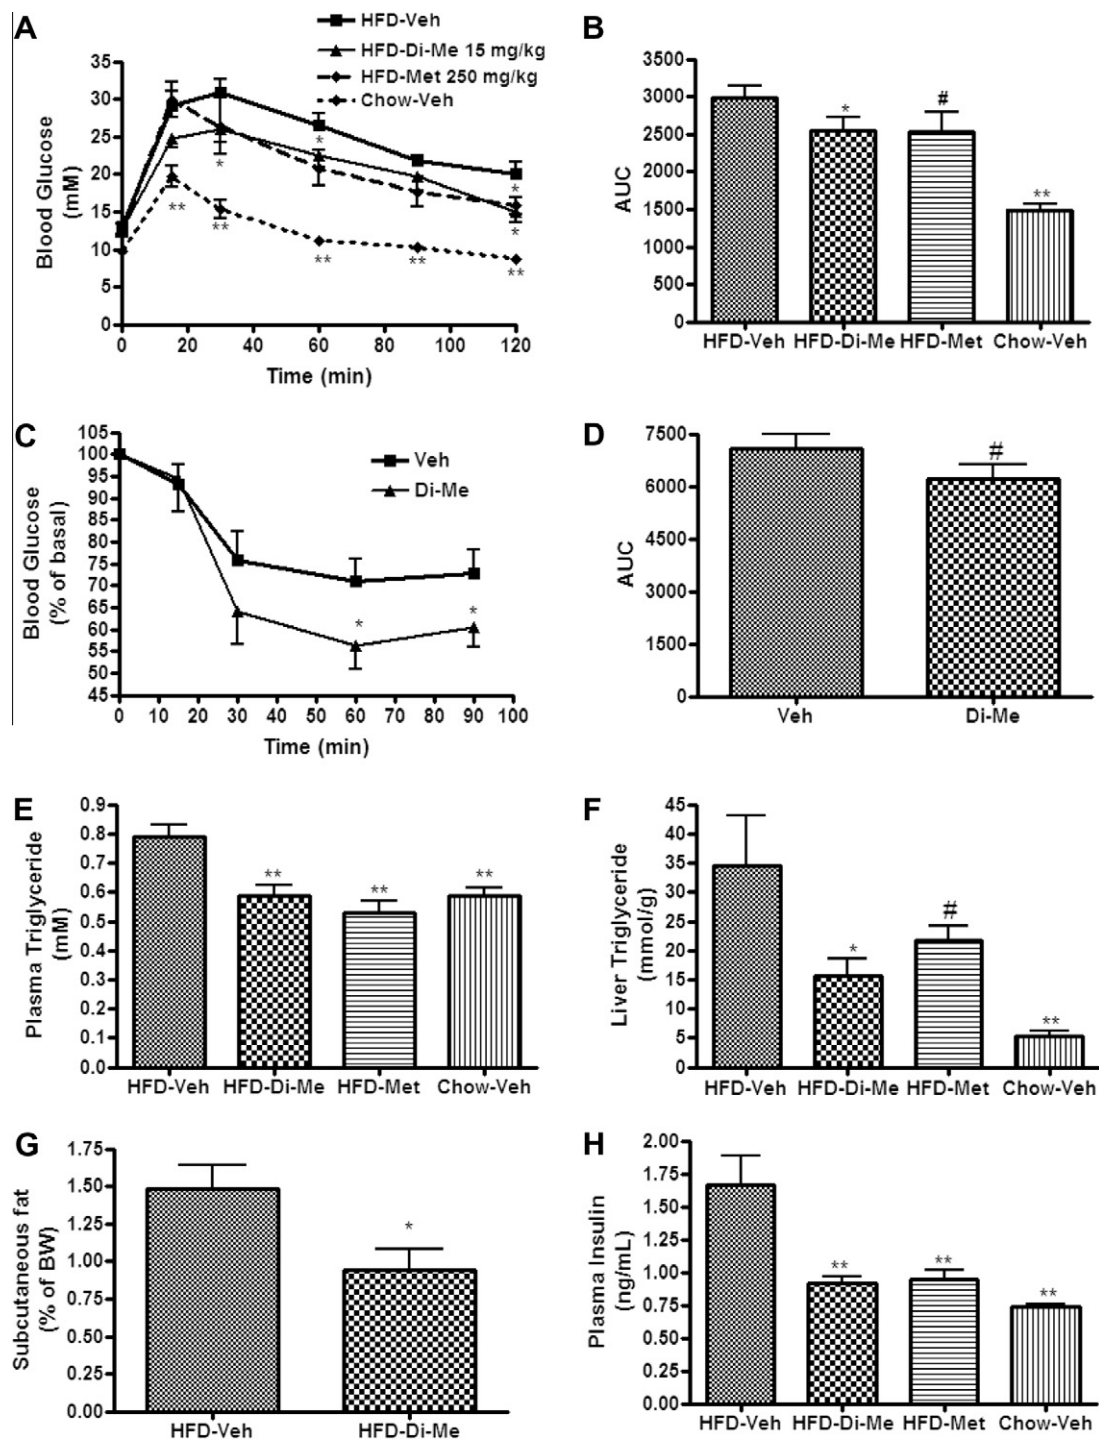 A
HFD-Veh
HFD-Di-Me 15 mg/kg
HFD-Met 250 mg/kg
Chow-Veh
Blood Glucose
(mM)
35
30
25
20
15
10
5
0
*
*
*
*
**
**
**
**
**
0 20 40 60 80 100 120
Time (min)
B
AUC
3500
3000
2500
2000
1500
1000
500
0
*
#
**
HFD-Veh HFD-Di-Me HFD-Met Chow-Veh
C
Veh
Di-Me
Blood Glucose
(% of basal)
105
100
95
90
85
80
75
70
65
60
55
50
45
*
*
0 10 20 30 40 50 60 70 80 90 100
Time (min)
D
AUC
7500
6000
4500
3000
1500
0
#
Veh Di-Me
E
Plasma Triglyceride
(mM)
0.9
0.8
0.7
0.6
0.5
0.4
0.3
0.2
0.1
0.0
**
**
**
HFD-Veh HFD-Di-Me HFD-Met Chow-Veh
F
Liver Triglyceride
(mmol/g)
45
40
35
30
25
20
15
10
5
0
*
#
**
HFD-Veh HFD-Di-Me HFD-Met Chow-Veh
G
Subcutaneous fat
(% of BW)
1.75
1.50
1.25
1.00
0.75
0.50
0.25
0.00
*
HFD-Veh HFD-Di-Me
H
Plasma Insulin
(ng/mL)
2.00
1.75
1.50
1.25
1.00
0.75
0.50
0.25
0.00
**
**
**
HFD-Veh HFD-Di-Me HFD-Met Chow-Veh